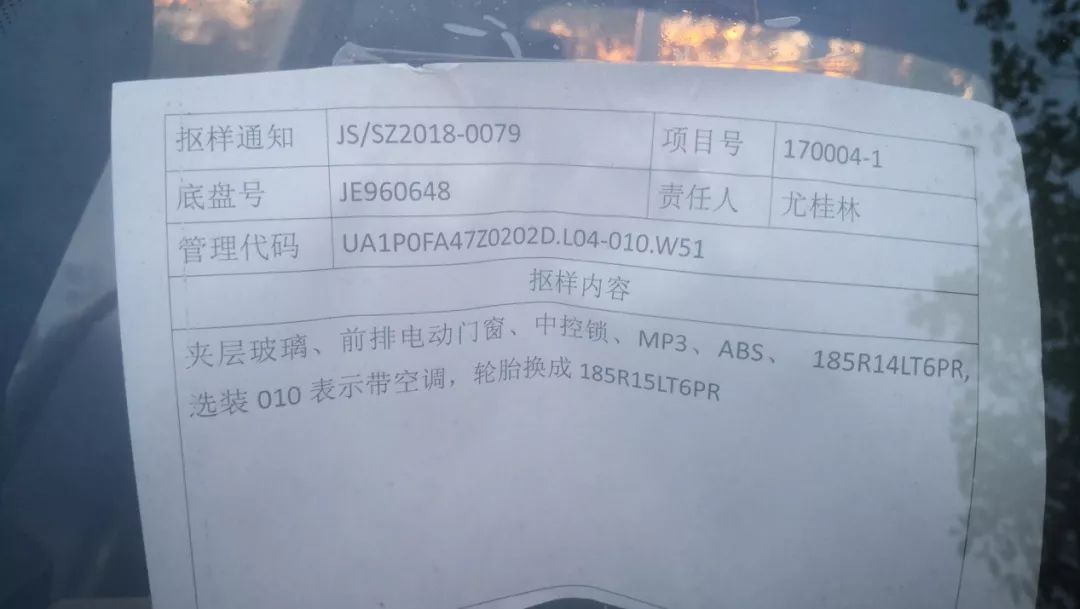 抠样通知 JS/SZ2018-0079 项目号 170004-1
底盘号 JE960648 责任人 尤桂林
管理代码 UA1P0FA47Z0202D.L04-010.W51
抠样内容
夹层玻璃、前排电动门窗、中控锁、MP3、ABS、 185R14LT6PR,
选装 010 表示带空调，轮胎换成 185R15LT6PR